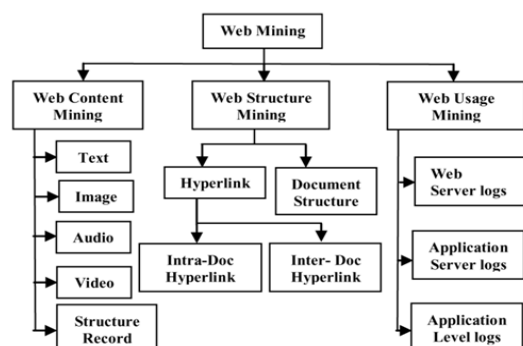 Web Mining
Web Content
Mining
Web Structure
Mining
Web Usage
Mining
Text
Image
Audio
Video
Structure
Record
Hyperlink
Document
Structure
Intra-Doc
Hyperlink
Inter- Doc
Hyperlink
Web
Server logs
Application
Server logs
Application
Level logs